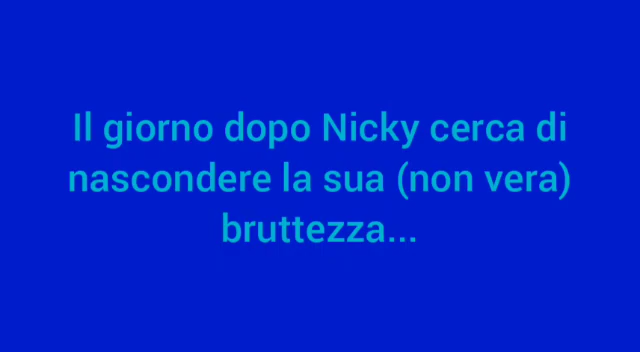 Il giorno dopo Nicky cerca di
nascondere la sua (non vera)
bruttezza...